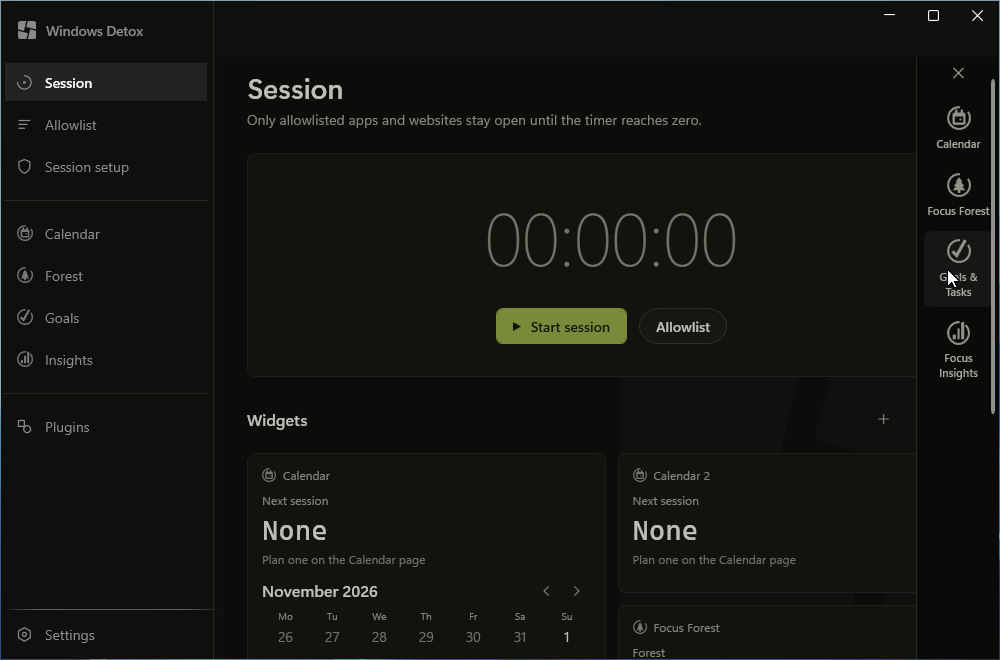 Windows Detox
Session
Allowlist
Session setup
Calendar
Forest
Goals
Insights
Plugins
Settings
Session
Only allowlisted apps and websites stay open until the timer reaches zero.
00:00:00
Start session
Allowlist
Widgets
Calendar
Next session
None
Plan one on the Calendar page
November 2026
Mo Tu We Th Fr Sa Su
26 27 28 29 30 31 1
Calendar 2
Next session
None
Plan one on the Calendar page
Focus Forest
Forest
Calendar
Focus Forest
Goals &
Tasks
Focus
Insights